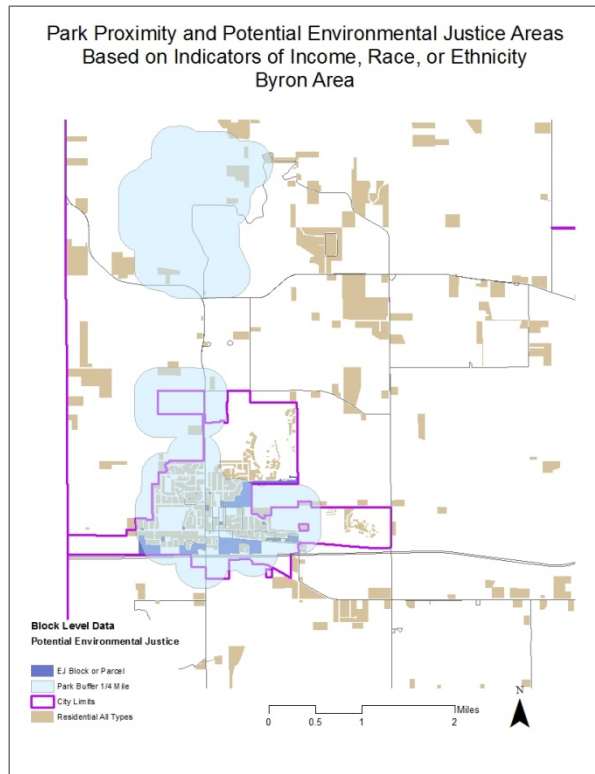 Park Proximity and Potential Environmental Justice Areas
Based on Indicators of Income, Race, or Ethnicity
Byron Area
Block Level Data
Potential Environmental Justice
EJ Block or Parcel
Park Buffer 1/4 Mile
City Limits
Residential All Types
Miles
0 0.5 1 2
N